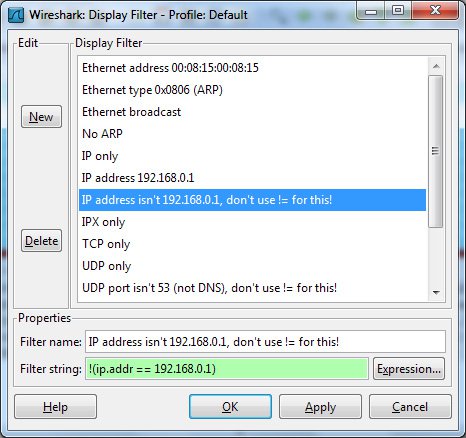 Wireshark: Display Filter - Profile: Default
Edit
Display Filter
New
Delete
Ethernet address 00:08:15:00:08:15
Ethernet type 0x0806 (ARP)
Ethernet broadcast
No ARP
IP only
IP address 192.168.0.1
IP address isn't 192.168.0.1, don't use != for this!
IPX only
TCP only
UDP only
UDP port isn't 53 (not DNS), don't use != for this!
Properties
Filter name: IP address isn't 192.168.0.1, don't use != for this!
Filter string: !(ip.addr == 192.168.0.1) Expression...
Help OK Apply Cancel